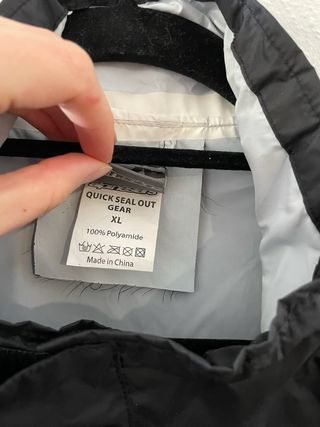 QUICK SEAL OUT
GEAR
XL
100% Polyamide
Made in China